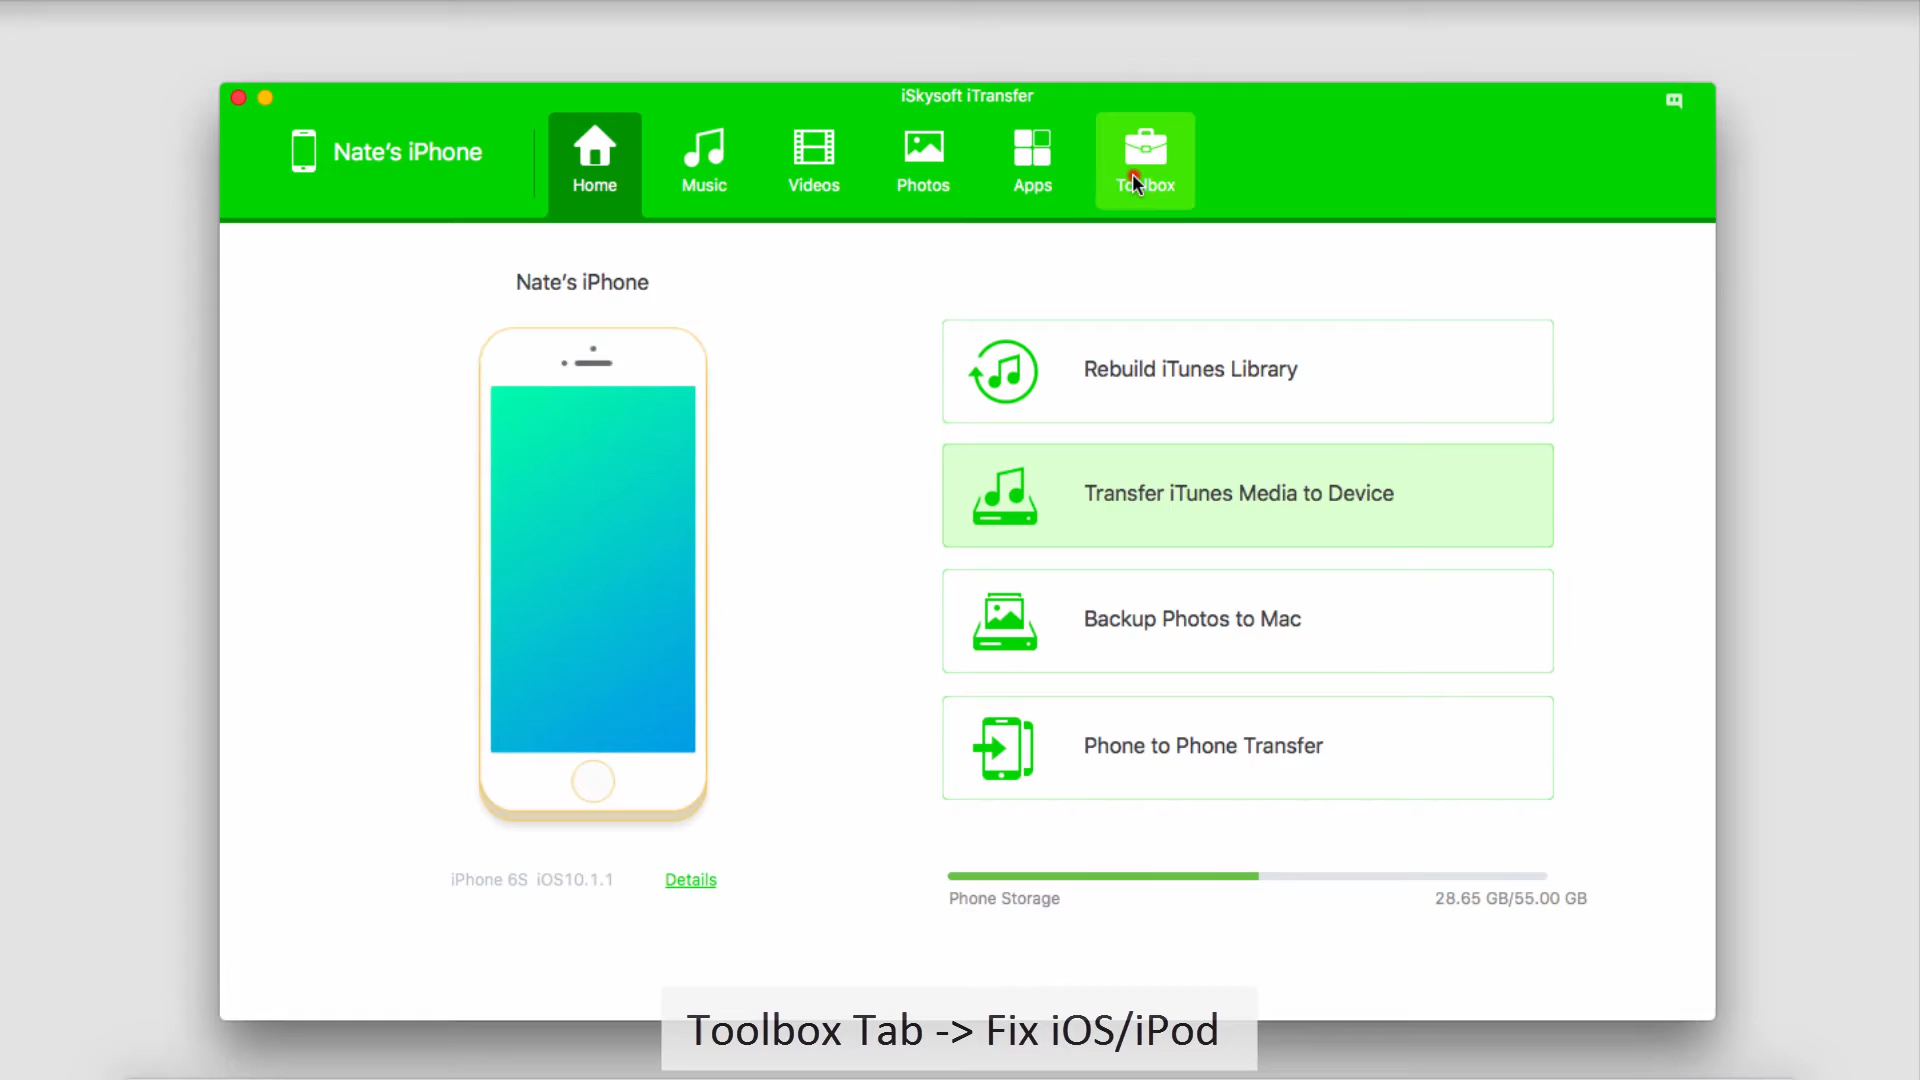 iSkysoft iTransfer
Nate's iPhone
Home
Music
Videos
Photos
Apps
Toolbox
Nate's iPhone
Rebuild iTunes Library
Transfer iTunes Media to Device
Backup Photos to Mac
Phone to Phone Transfer
iPhone 6S iOS10.1.1
Details
Phone Storage
28.65 GB/55.00 GB
Toolbox Tab -> Fix iOS/iPod